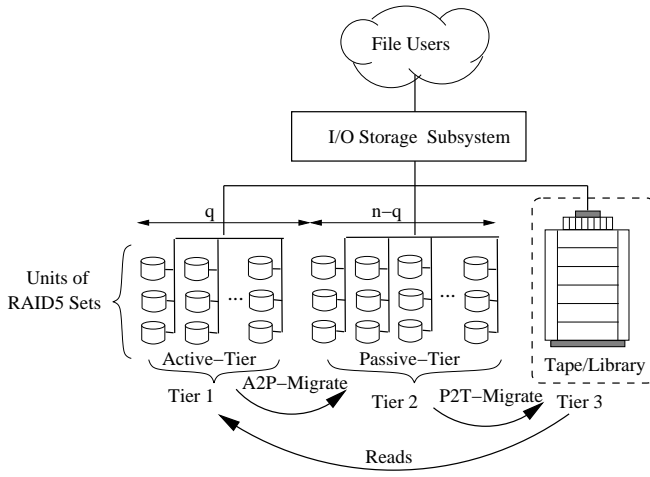 File Users
I/O Storage Subsystem
q
n−q
Units of
RAID5 Sets
...
...
Active−Tier
Passive−Tier
Tape/Library
A2P−Migrate
P2T−Migrate
Tier 1
Tier 2
Tier 3
Reads